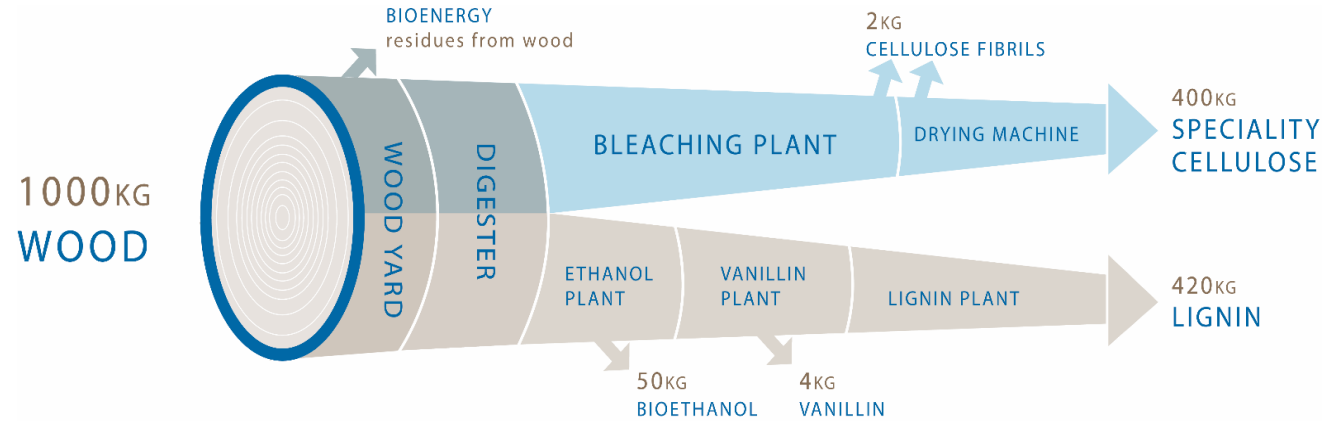 BIOENERGY
residues from wood
2KG
CELLULOSE FIBRILS
1000KG
WOOD
WOOD YARD
DIGESTER
BLEACHING PLANT
DRYING MACHINE
400KG
SPECIALITY
CELLULOSE
ETHANOL
PLANT
VANILLIN
PLANT
LIGNIN PLANT
420KG
LIGNIN
50KG
BIOETHANOL
4KG
VANILLIN